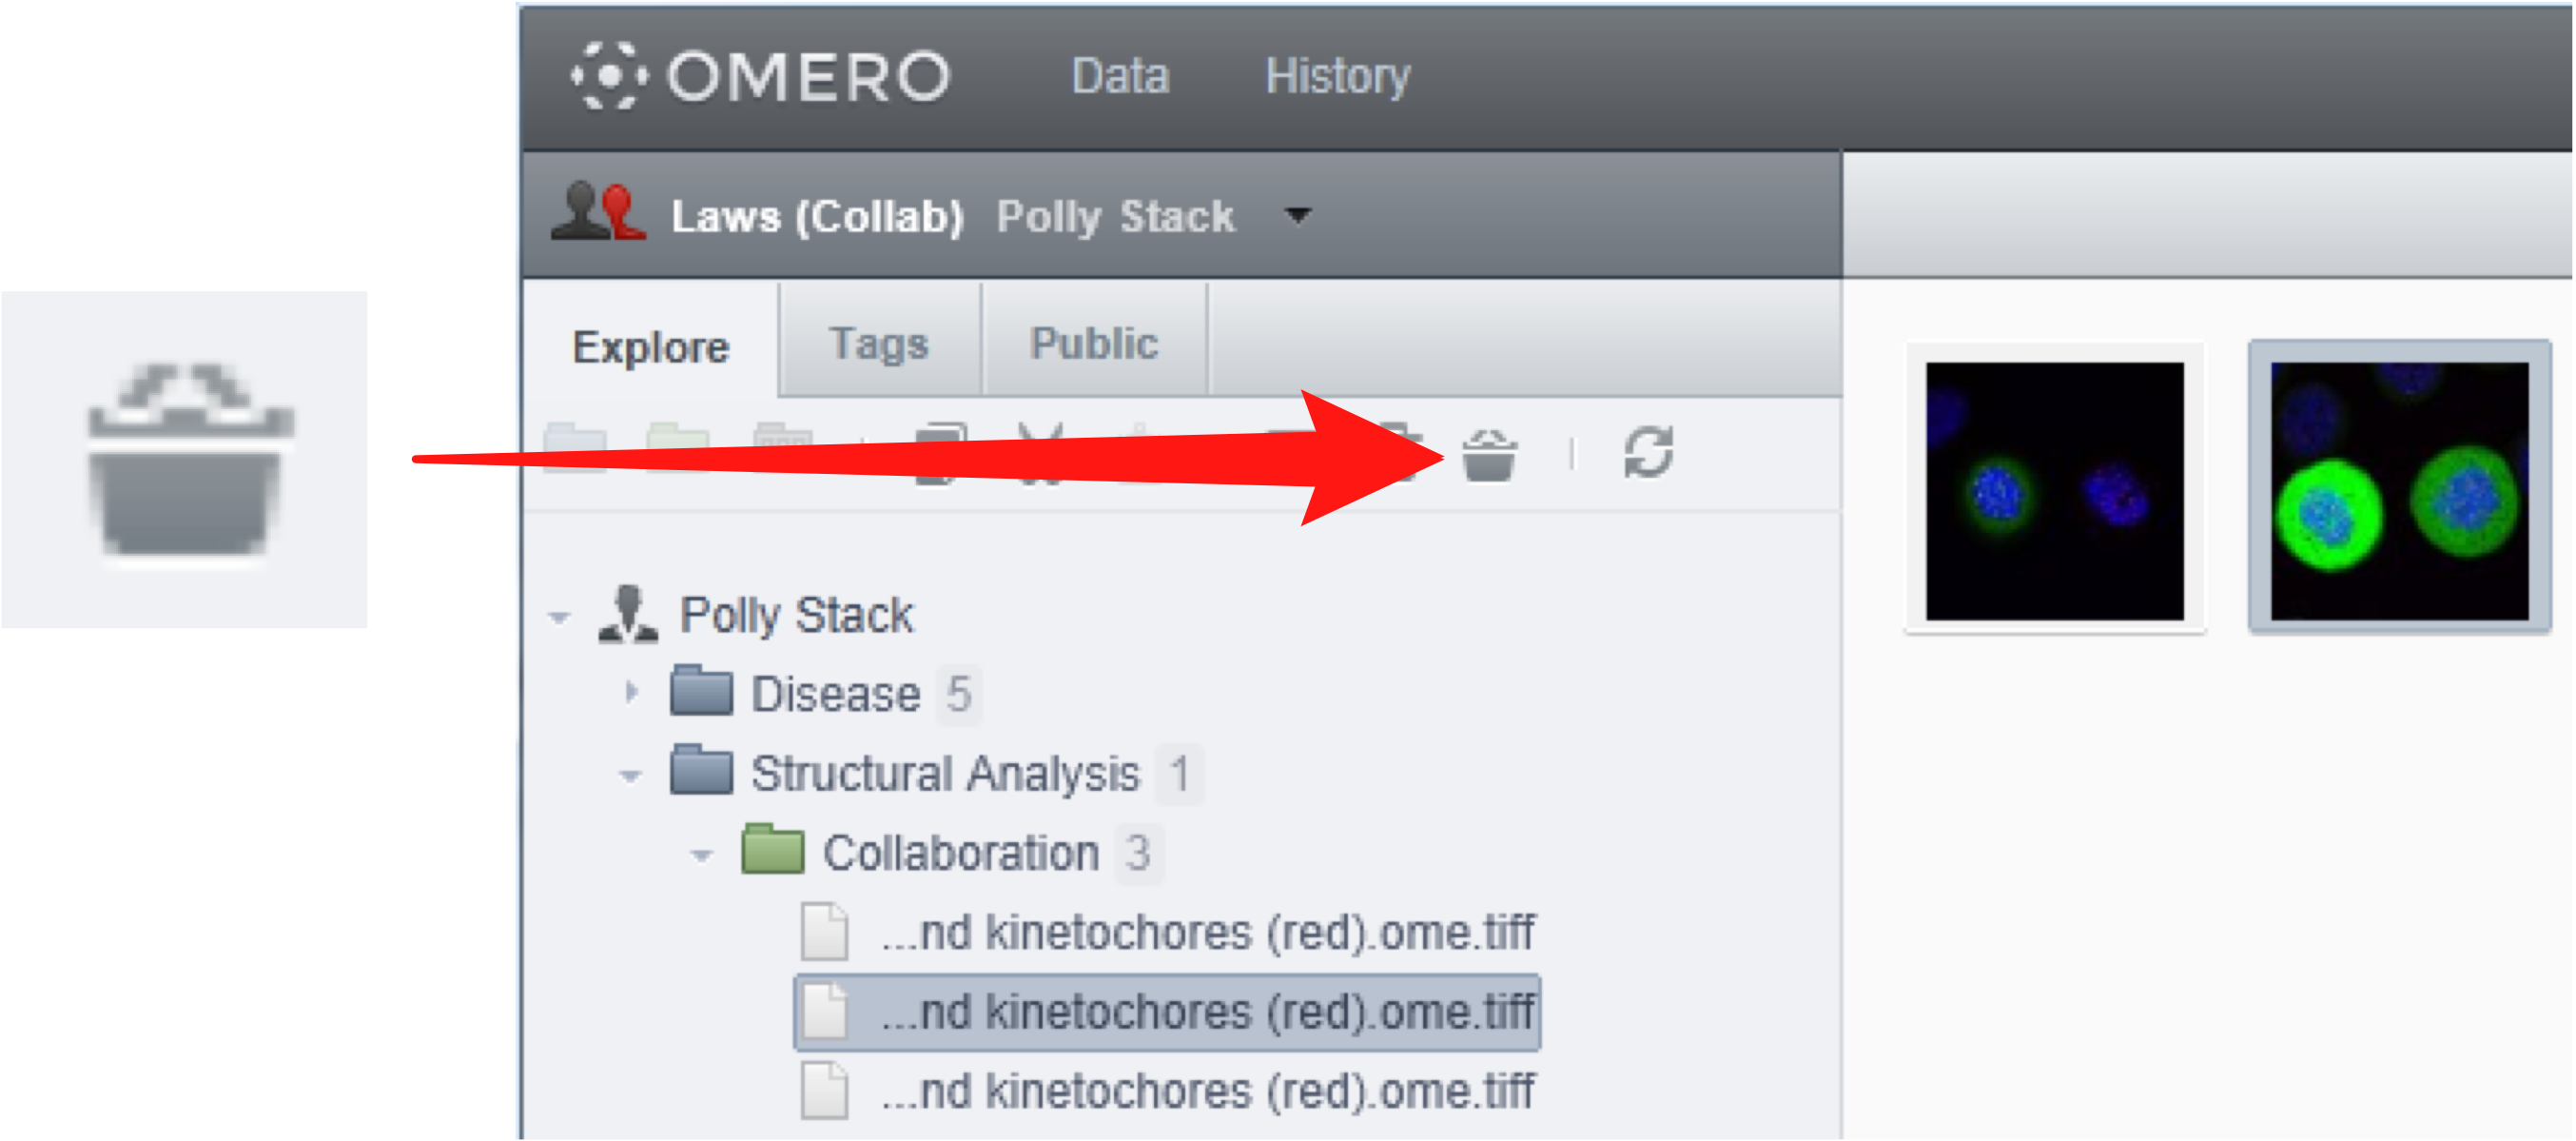 OMERO Data History
Laws (Collab) Polly Stack
Explore Tags Public
Polly Stack
Disease 5
Structural Analysis 1
Collaboration 3
...nd kinetochores (red).ome.tiff
...nd kinetochores (red).ome.tiff
...nd kinetochores (red).ome.tiff